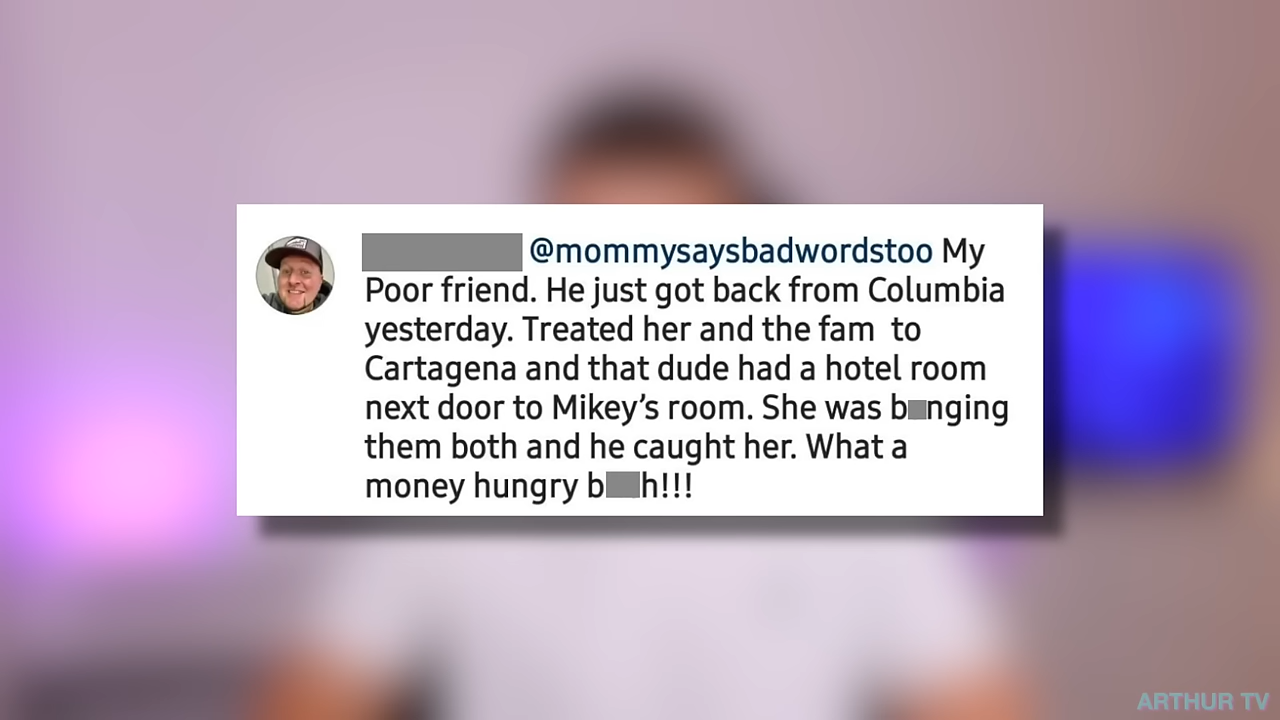 @mommysaysbadwordstoo My
Poor friend. He just got back from Columbia
yesterday. Treated her and the fam to
Cartagena and that dude had a hotel room
next door to Mikey’s room. She was b nging
them both and he caught her. What a
money hungry b h!!!
ARTHUR TV